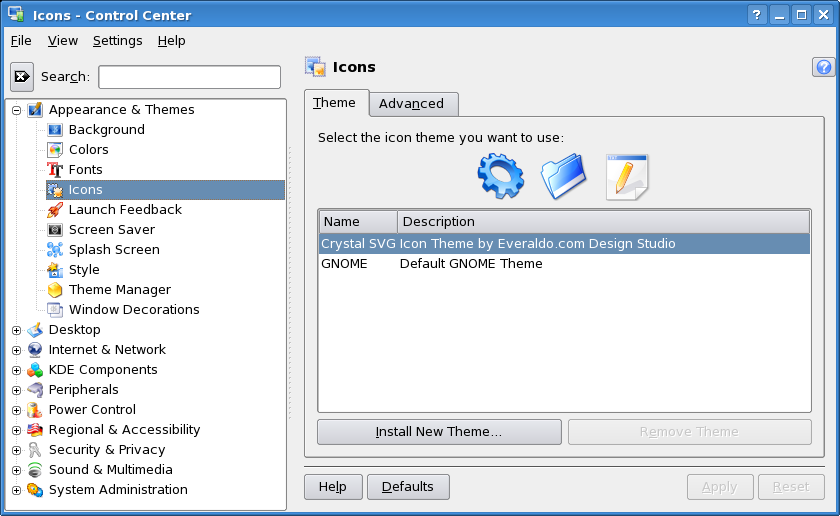 Icons - Control Center
File View Settings Help
Search:
Appearance & Themes
Background
Colors
Fonts
Icons
Launch Feedback
Screen Saver
Splash Screen
Style
Theme Manager
Window Decorations
Desktop
Internet & Network
KDE Components
Peripherals
Power Control
Regional & Accessibility
Security & Privacy
Sound & Multimedia
System Administration
Icons
Theme Advanced
Select the icon theme you want to use:
Name Description
Crystal SVG Icon Theme by Everaldo.com Design Studio
GNOME Default GNOME Theme
Install New Theme... Remove Theme
Help Defaults Apply Reset